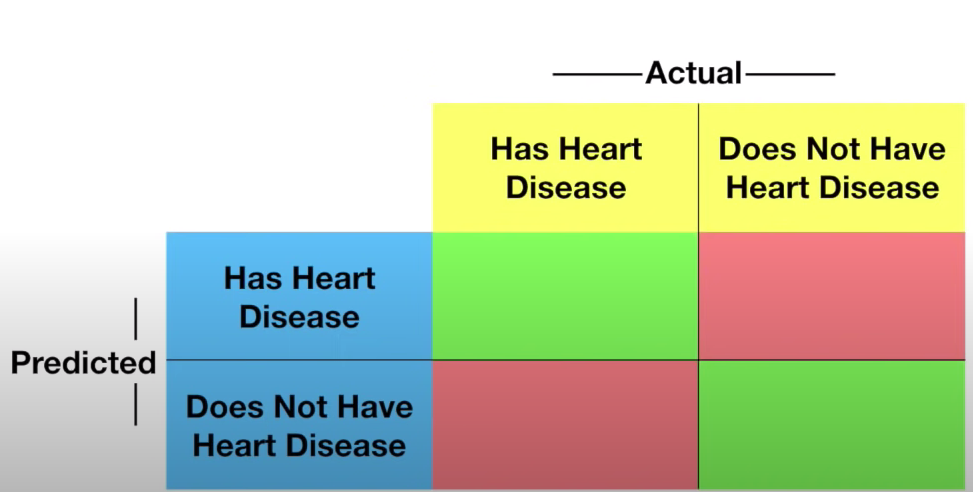 Actual
Has Heart
Disease
Does Not Have
Heart Disease
Has Heart
Disease
Predicted
Does Not Have
Heart Disease